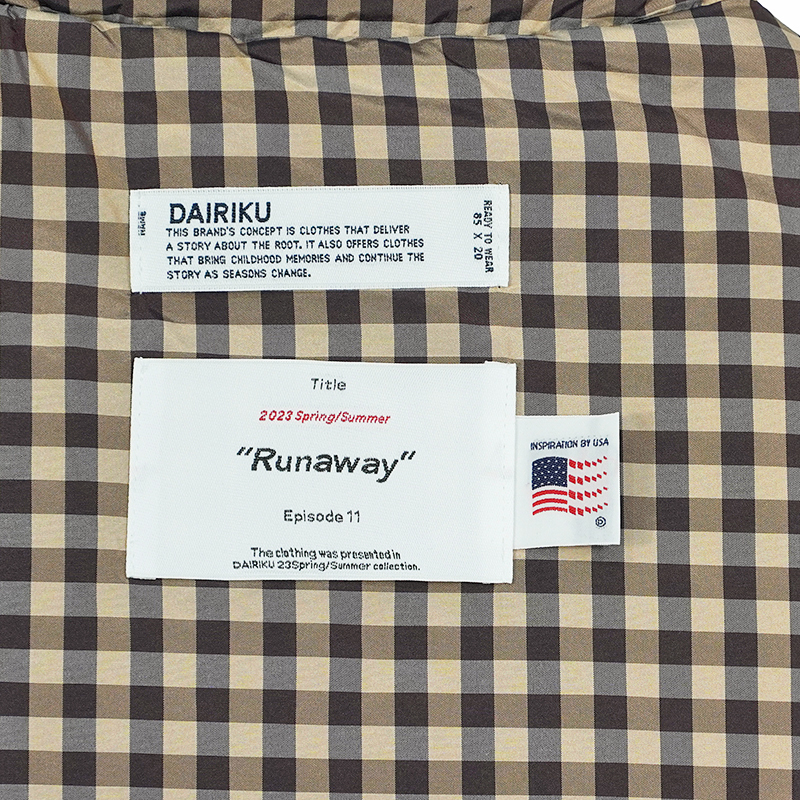 DAIRIKU
THIS BRAND'S CONCEPT IS CLOTHES THAT DELIVER
A STORY ABOUT THE ROOT. IT ALSO OFFERS CLOTHES
THAT BRING CHILDHOOD MEMORIES AND CONTINUE THE
STORY AS SEASONS CHANGE.
READY TO WEAR
85 X 20
Title
2023 Spring/Summer
"Runaway"
Episode 11
The clothing was presented in
DAIRIKU 23Spring/Summer collection.
INSPIRATION BY USA